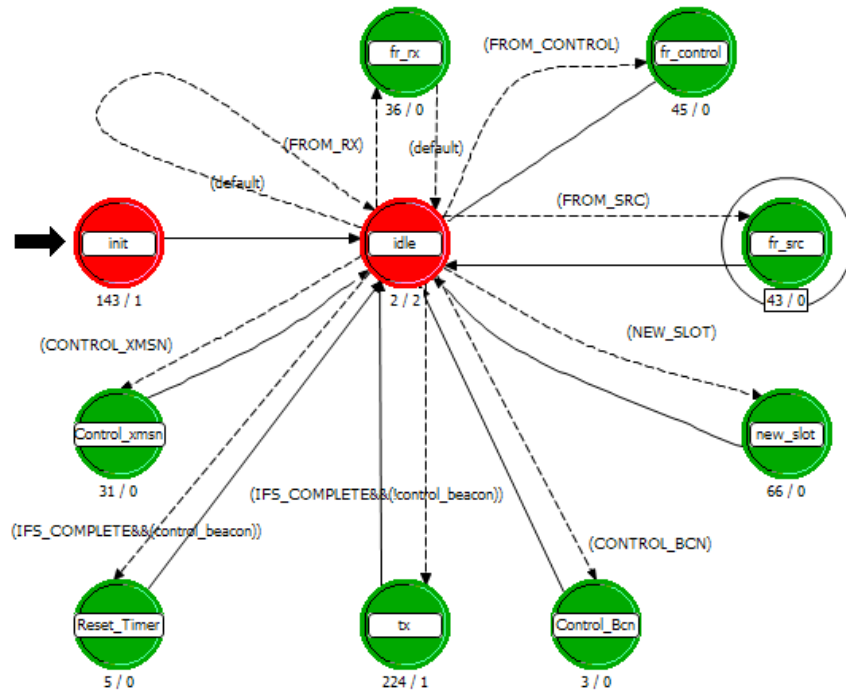 fr_rx
36 / 0
(FROM_CONTROL)
fr_control
45 / 0
(FROM_RX)
(default)
(default)
(FROM_SRC)
init
143 / 1
idle
2 / 2
fr_src
43 / 0
(CONTROL_XMSN)
(NEW_SLOT)
Control_xmsn
31 / 0
new_slot
66 / 0
(IFS_COMPLETE&&(control_beacon))
(IFS_COMPLETE&&(!control_beacon))
(CONTROL_BCN)
Reset_Timer
5 / 0
tx
224 / 1
Control_Bcn
3 / 0